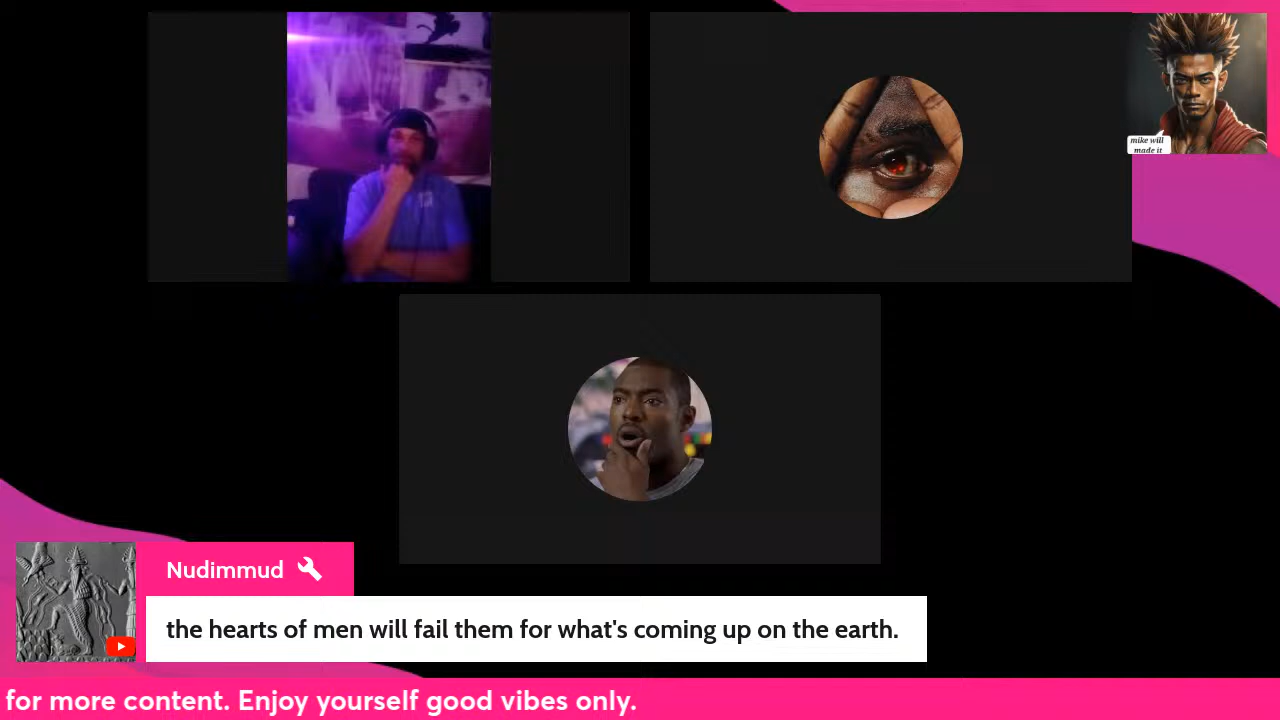 mike will
made it
Nudimmud
the hearts of men will fail them for what's coming up on the earth.
for more content. Enjoy yourself good vibes only.